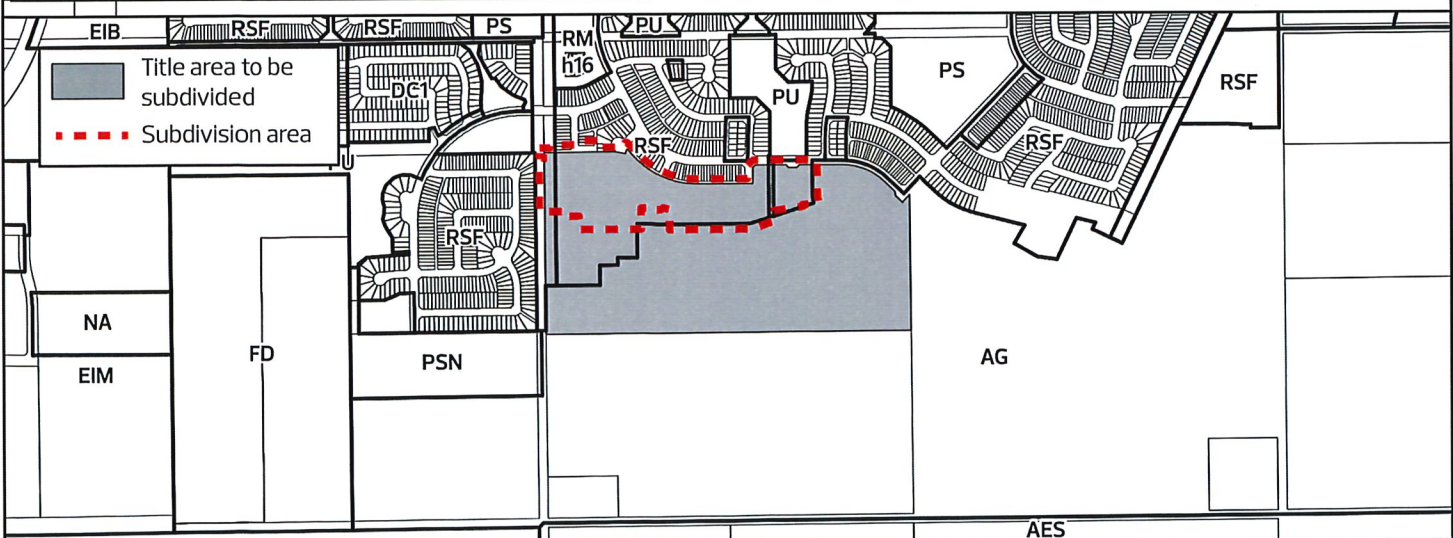 EIB
RSF
RSF
PS
RM
h16
PU
Title area to be
subdivided
Subdivision area
DC1
PU
PS
RSF
RSF
RSF
U
RSF
NA
EIM
FD
PSN
AG
AES